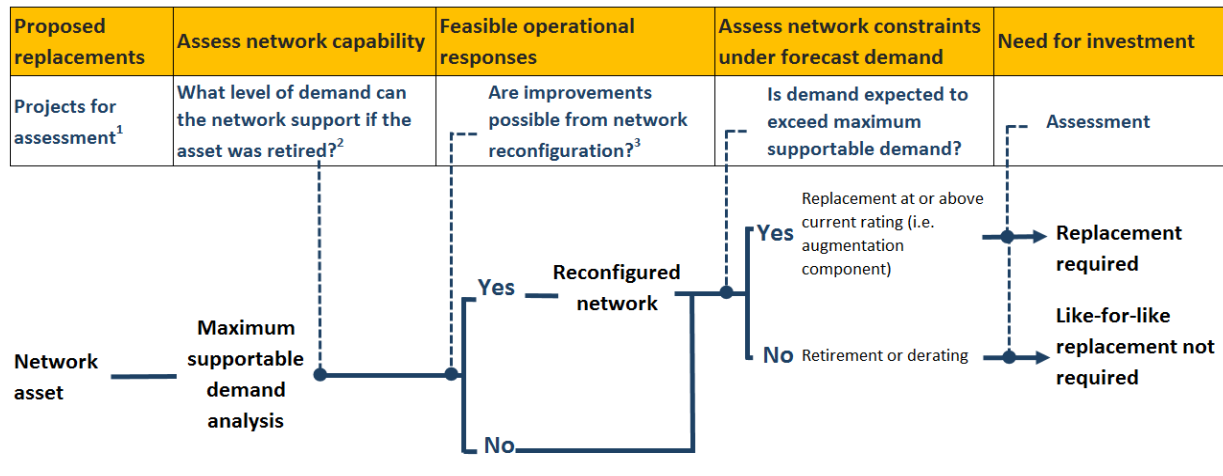 Proposed
replacements
Assess network capability
Feasible operational
responses
Assess network constraints
under forecast demand
Need for investment
Projects for
assessment1
What level of demand can
the network support if the
asset was retired?2
Are improvements
possible from network
reconfiguration?3
Is demand expected to
exceed maximum
supportable demand?
Assessment
Network
asset
Maximum
supportable
demand
analysis
Yes
Reconfigured
network
No
Yes
Replacement at or above
current rating (i.e.
augmentation
component)
Replacement
required
No
Retirement or derating
Like-for-like
replacement not
required